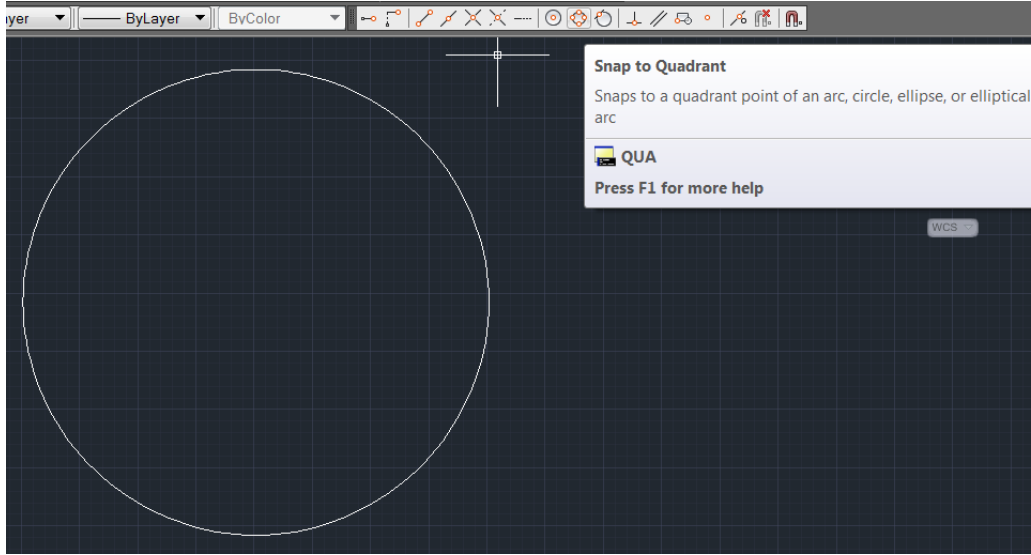 yer ByLayer ByColor
Snap to Quadrant
Snaps to a quadrant point of an arc, circle, ellipse, or elliptical
arc
QUA
Press F1 for more help
WCS